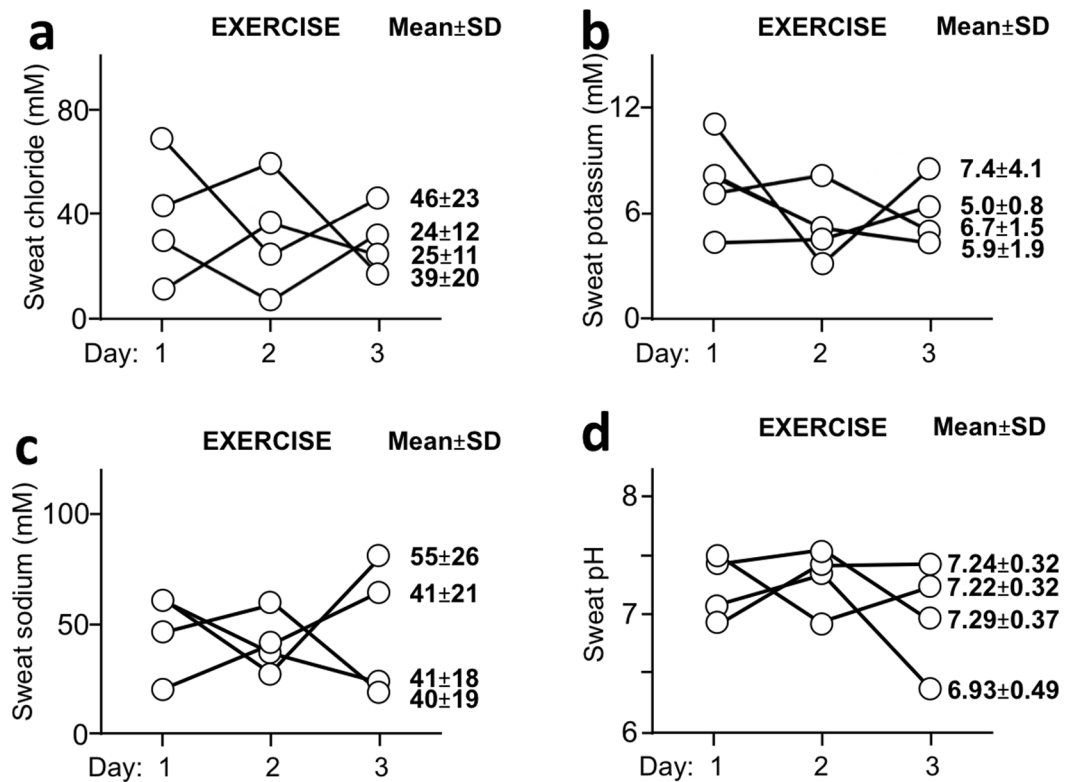 a
EXERCISE Mean±SD
Sweat chloride (mM)
80
40
0
46±23
24±12
25±11
39±20
Day: 1 2 3
b
EXERCISE Mean±SD
Sweat potassium (mM)
12
6
0
7.4±4.1
5.0±0.8
6.7±1.5
5.9±1.9
Day: 1 2 3
c
EXERCISE Mean±SD
Sweat sodium (mM)
100
50
0
55±26
41±21
41±18
40±19
Day: 1 2 3
d
EXERCISE Mean±SD
Sweat pH
8
7
6
7.24±0.32
7.22±0.32
7.29±0.37
6.93±0.49
Day: 1 2 3